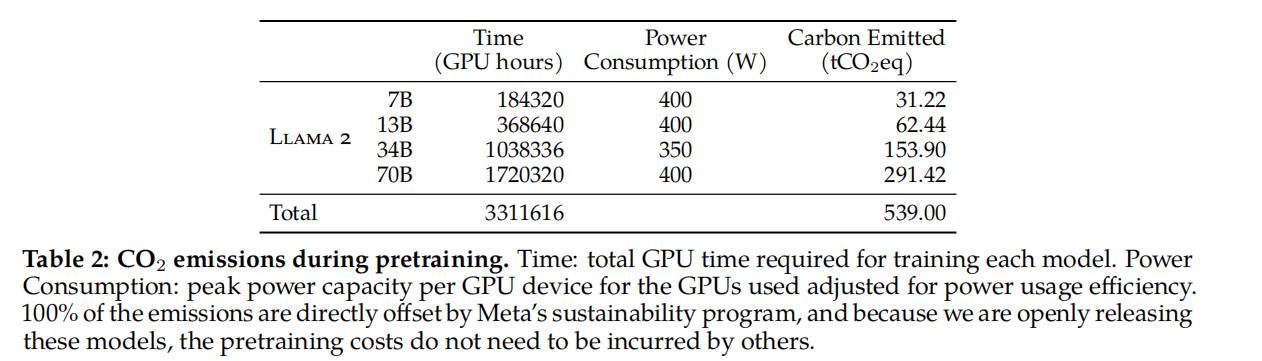 Time Power Carbon Emitted
(GPU hours) Consumption (W) (tCO₂eq)
7B 184320 400 31.22
13B 368640 400 62.44
LLAMA 2
34B 1038336 350 153.90
70B 1720320 400 291.42
Total 3311616 539.00
Table 2: CO₂ emissions during pretraining. Time: total GPU time required for training each model. Power
Consumption: peak power capacity per GPU device for the GPUs used adjusted for power usage efficiency.
100% of the emissions are directly offset by Meta’s sustainability program, and because we are openly releasing
these models, the pretraining costs do not need to be incurred by others.